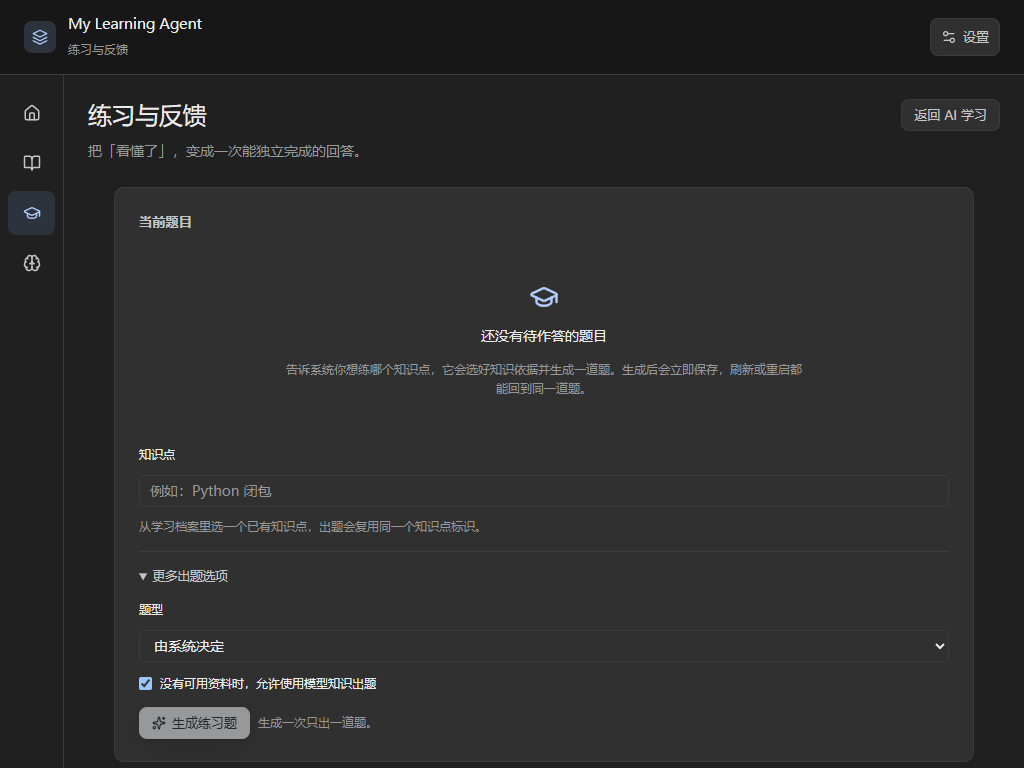 My Learning Agent
练习与反馈
设置
练习与反馈
返回 AI 学习
把「看懂了」，变成一次能独立完成的回答。
当前题目
还没有待作答的题目
告诉系统你想练哪个知识点，它会选好知识依据并生成一道题。生成后会立即保存，刷新或重启都
能回到同一道题。
知识点
例如：Python 闭包
从学习档案里选一个已有知识点，出题会复用同一个知识点标识。
▼ 更多出题选项
题型
由系统决定
没有可用资料时，允许使用模型知识出题
生成练习题
生成一次只出一道题。